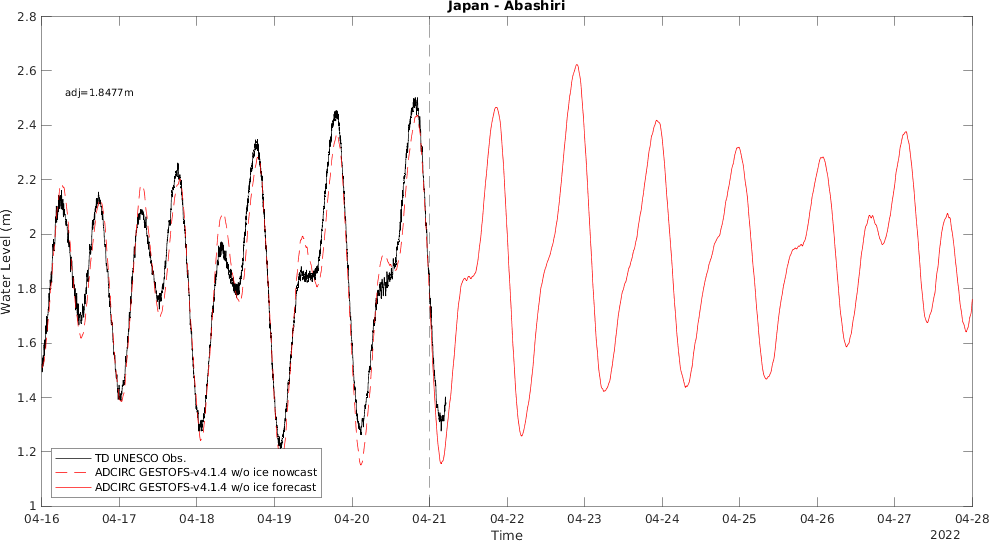 Japan - Abashiri
2.8
2.6
2.4
2.2
2
1.8
1.6
1.4
1.2
1
Water Level (m)
adj=1.8477m
TD UNESCO Obs.
ADCIRC GESTOFS-v4.1.4 w/o ice nowcast
ADCIRC GESTOFS-v4.1.4 w/o ice forecast
04-16 04-17 04-18 04-19 04-20 04-21 04-22 04-23 04-24 04-25 04-26 04-27 04-28
Time
2022